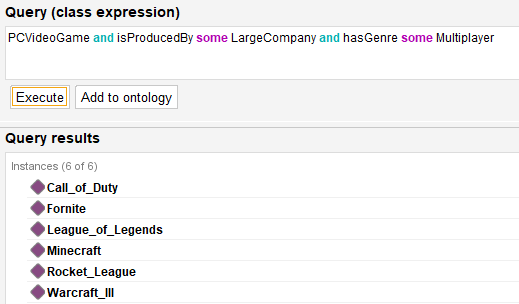 Query (class expression)
PCVideoGame and isProducedBy some LargeCompany and hasGenre some Multiplayer
Execute Add to ontology
Query results
Instances (6 of 6)
Call_of_Duty
Fornite
League_of_Legends
Minecraft
Rocket_League
Warcraft_III